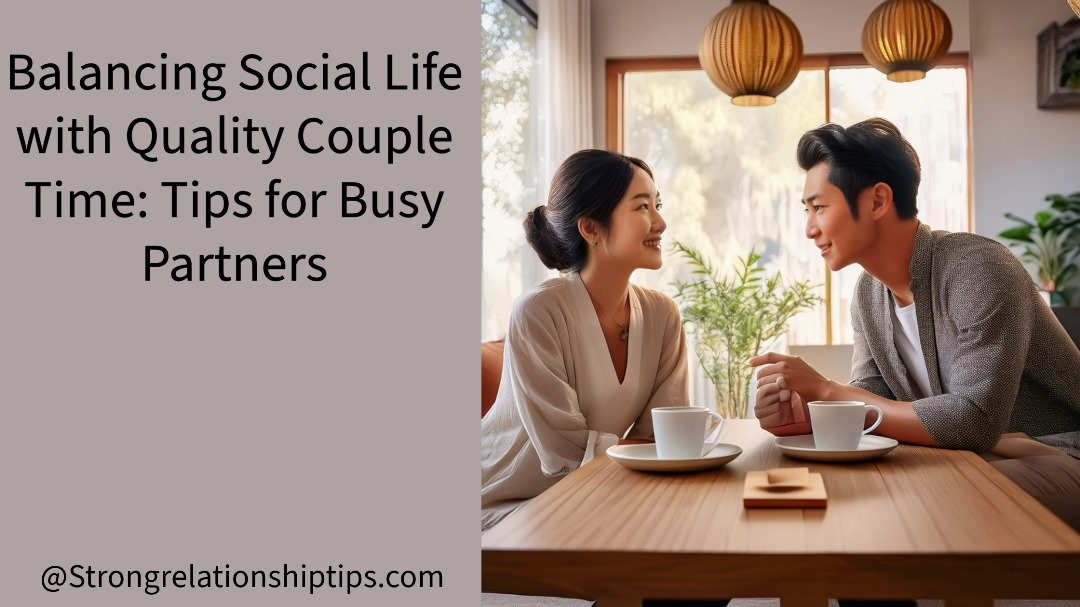 Balancing Social Life
with Quality Couple
Time: Tips for Busy
Partners
@Strongrelationshiptips.com